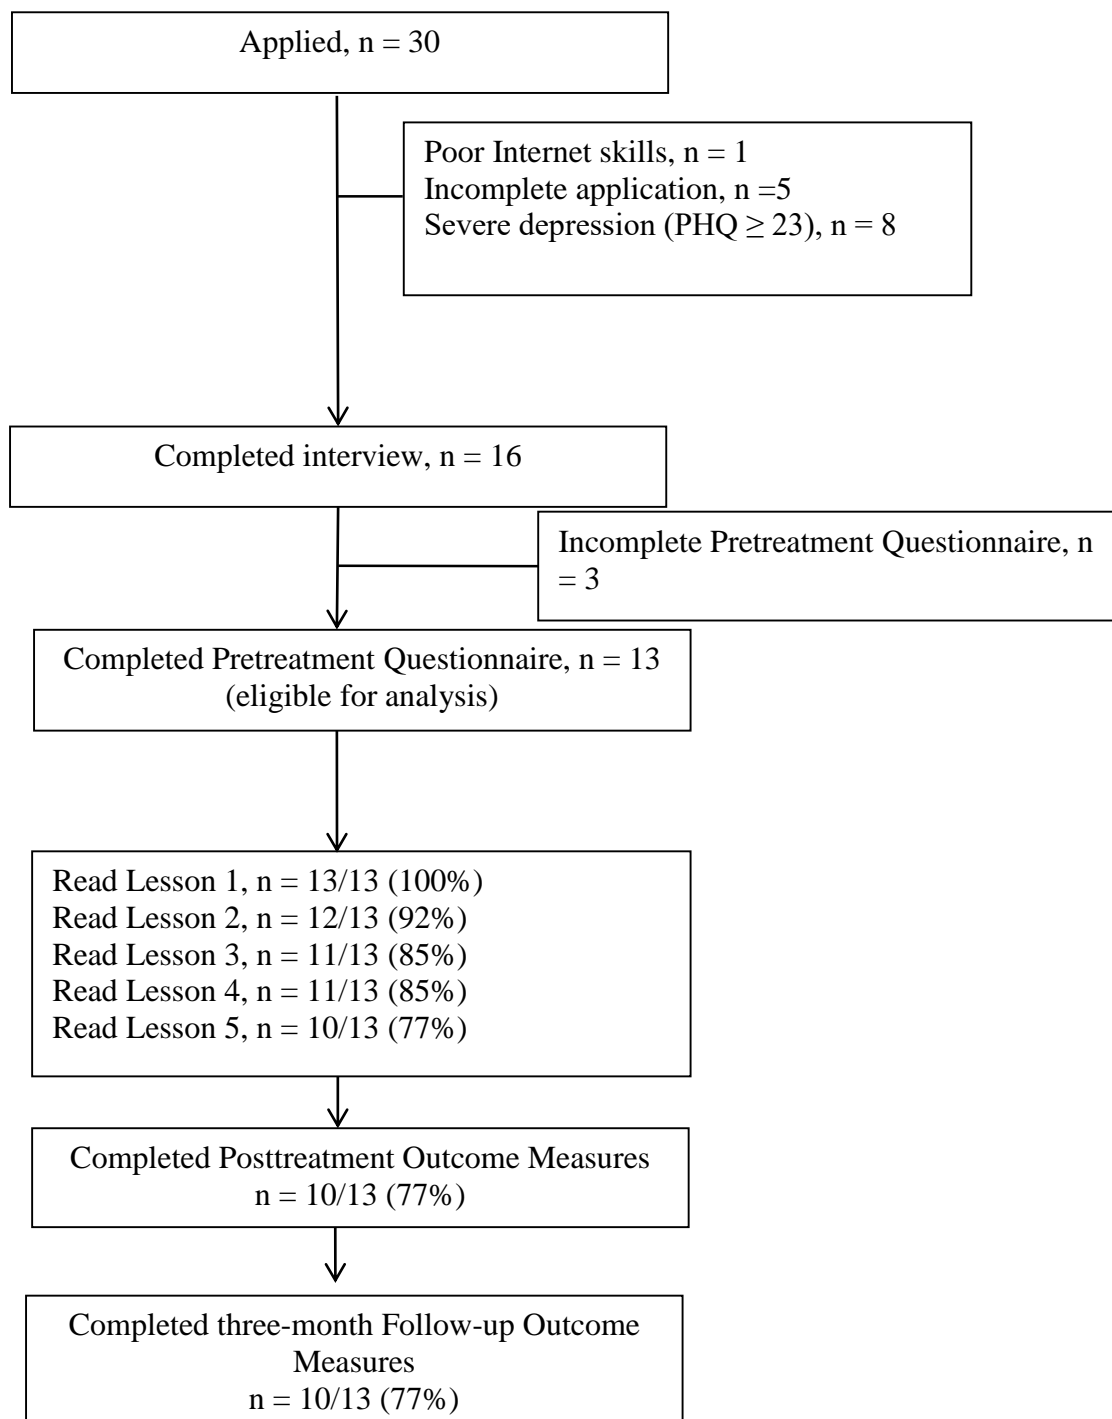 Applied, n = 30
Poor Internet skills, n = 1
Incomplete application, n =5
Severe depression (PHQ ≥ 23), n = 8
Completed interview, n = 16
Incomplete Pretreatment Questionnaire, n
= 3
Completed Pretreatment Questionnaire, n = 13
(eligible for analysis)
Read Lesson 1, n = 13/13 (100%)
Read Lesson 2, n = 12/13 (92%)
Read Lesson 3, n = 11/13 (85%)
Read Lesson 4, n = 11/13 (85%)
Read Lesson 5, n = 10/13 (77%)
Completed Posttreatment Outcome Measures
n = 10/13 (77%)
Completed three-month Follow-up Outcome
Measures
n = 10/13 (77%)